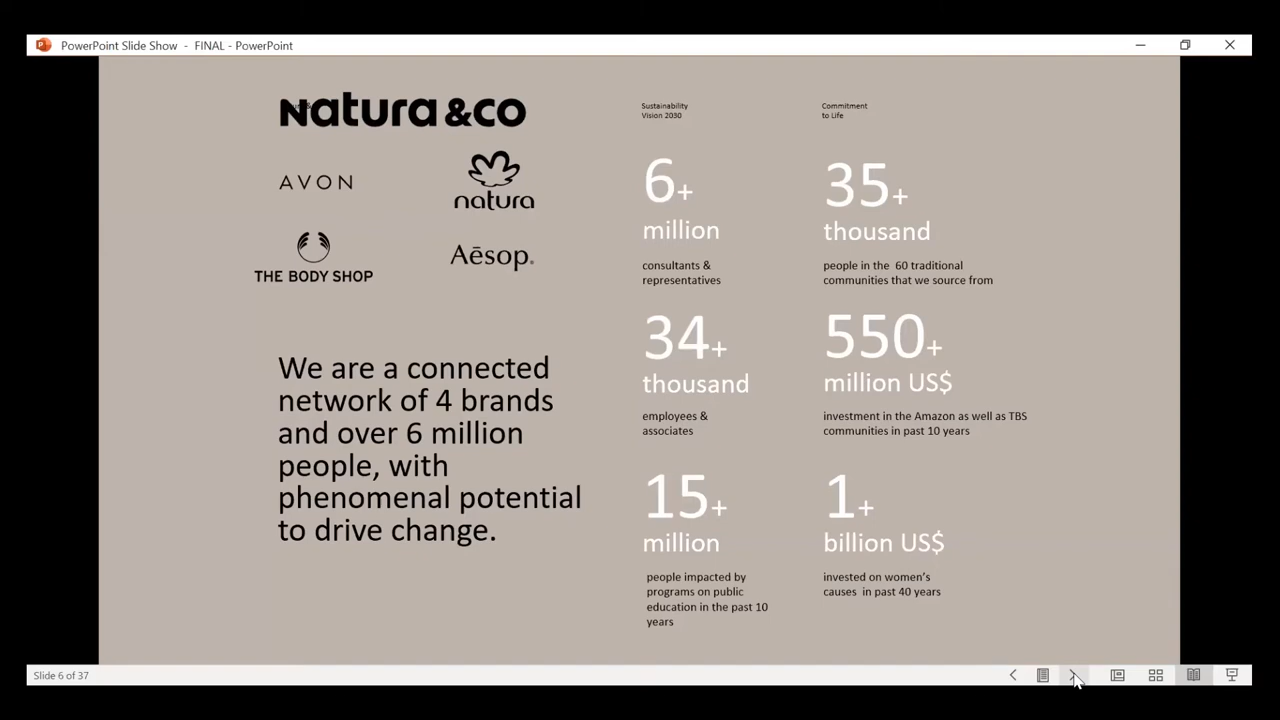 PowerPoint Slide Show - FINAL - PowerPoint
Natura &co
AVON
natura
THE BODY SHOP
Aēsop.
We are a connected
network of 4 brands
and over 6 million
people, with
phenomenal potential
to drive change.
Sustainability
Vision 2030
6+
million
consultants &
representatives
34+
thousand
employees &
associates
15+
million
people impacted by
programs on public
education in the past 10
years
Commitment
to Life
35+
thousand
people in the 60 traditional
communities that we source from
550+
million US$
investment in the Amazon as well as TBS
communities in past 10 years
1+
billion US$
invested on women's
causes in past 40 years
Slide 6 of 37